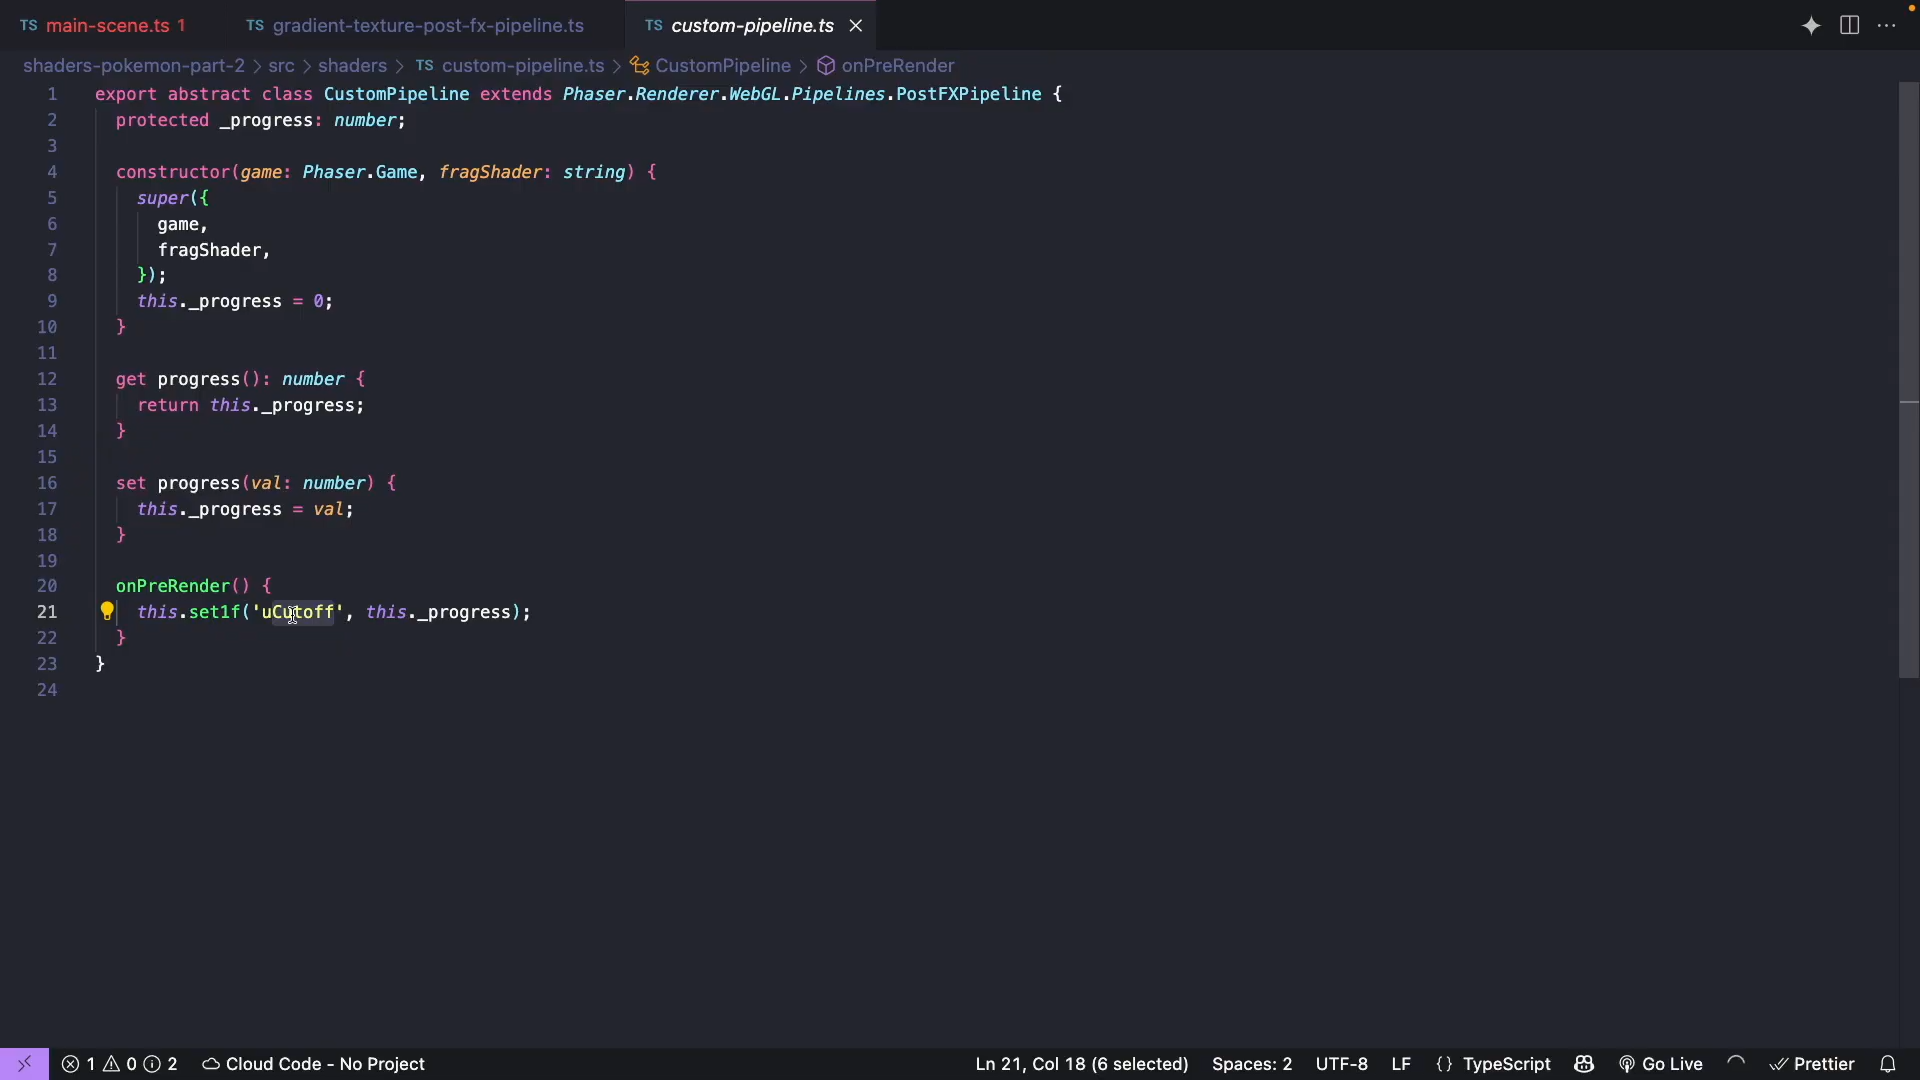 TS main-scene.ts 1 TS gradient-texture-post-fx-pipeline.ts TS custom-pipeline.ts
shaders-pokemon-part-2 > src > shaders > TS custom-pipeline.ts > CustomPipeline > onPreRender
1 export abstract class CustomPipeline extends Phaser.Renderer.WebGL.Pipelines.PostFXPipeline {
2 protected _progress: number;
3
4 constructor(game: Phaser.Game, fragShader: string) {
5 super({
6 game,
7 fragShader,
8 });
9 this._progress = 0;
10 }
11
12 get progress(): number {
13 return this._progress;
14 }
15
16 set progress(val: number) {
17 this._progress = val;
18 }
19
20 onPreRender() {
21 this.set1f('uCutoff', this._progress);
22 }
23 }
24
1 0 2 Cloud Code - No Project Ln 21, Col 18 (6 selected) Spaces: 2 UTF-8 LF {} TypeScript Go Live Prettier